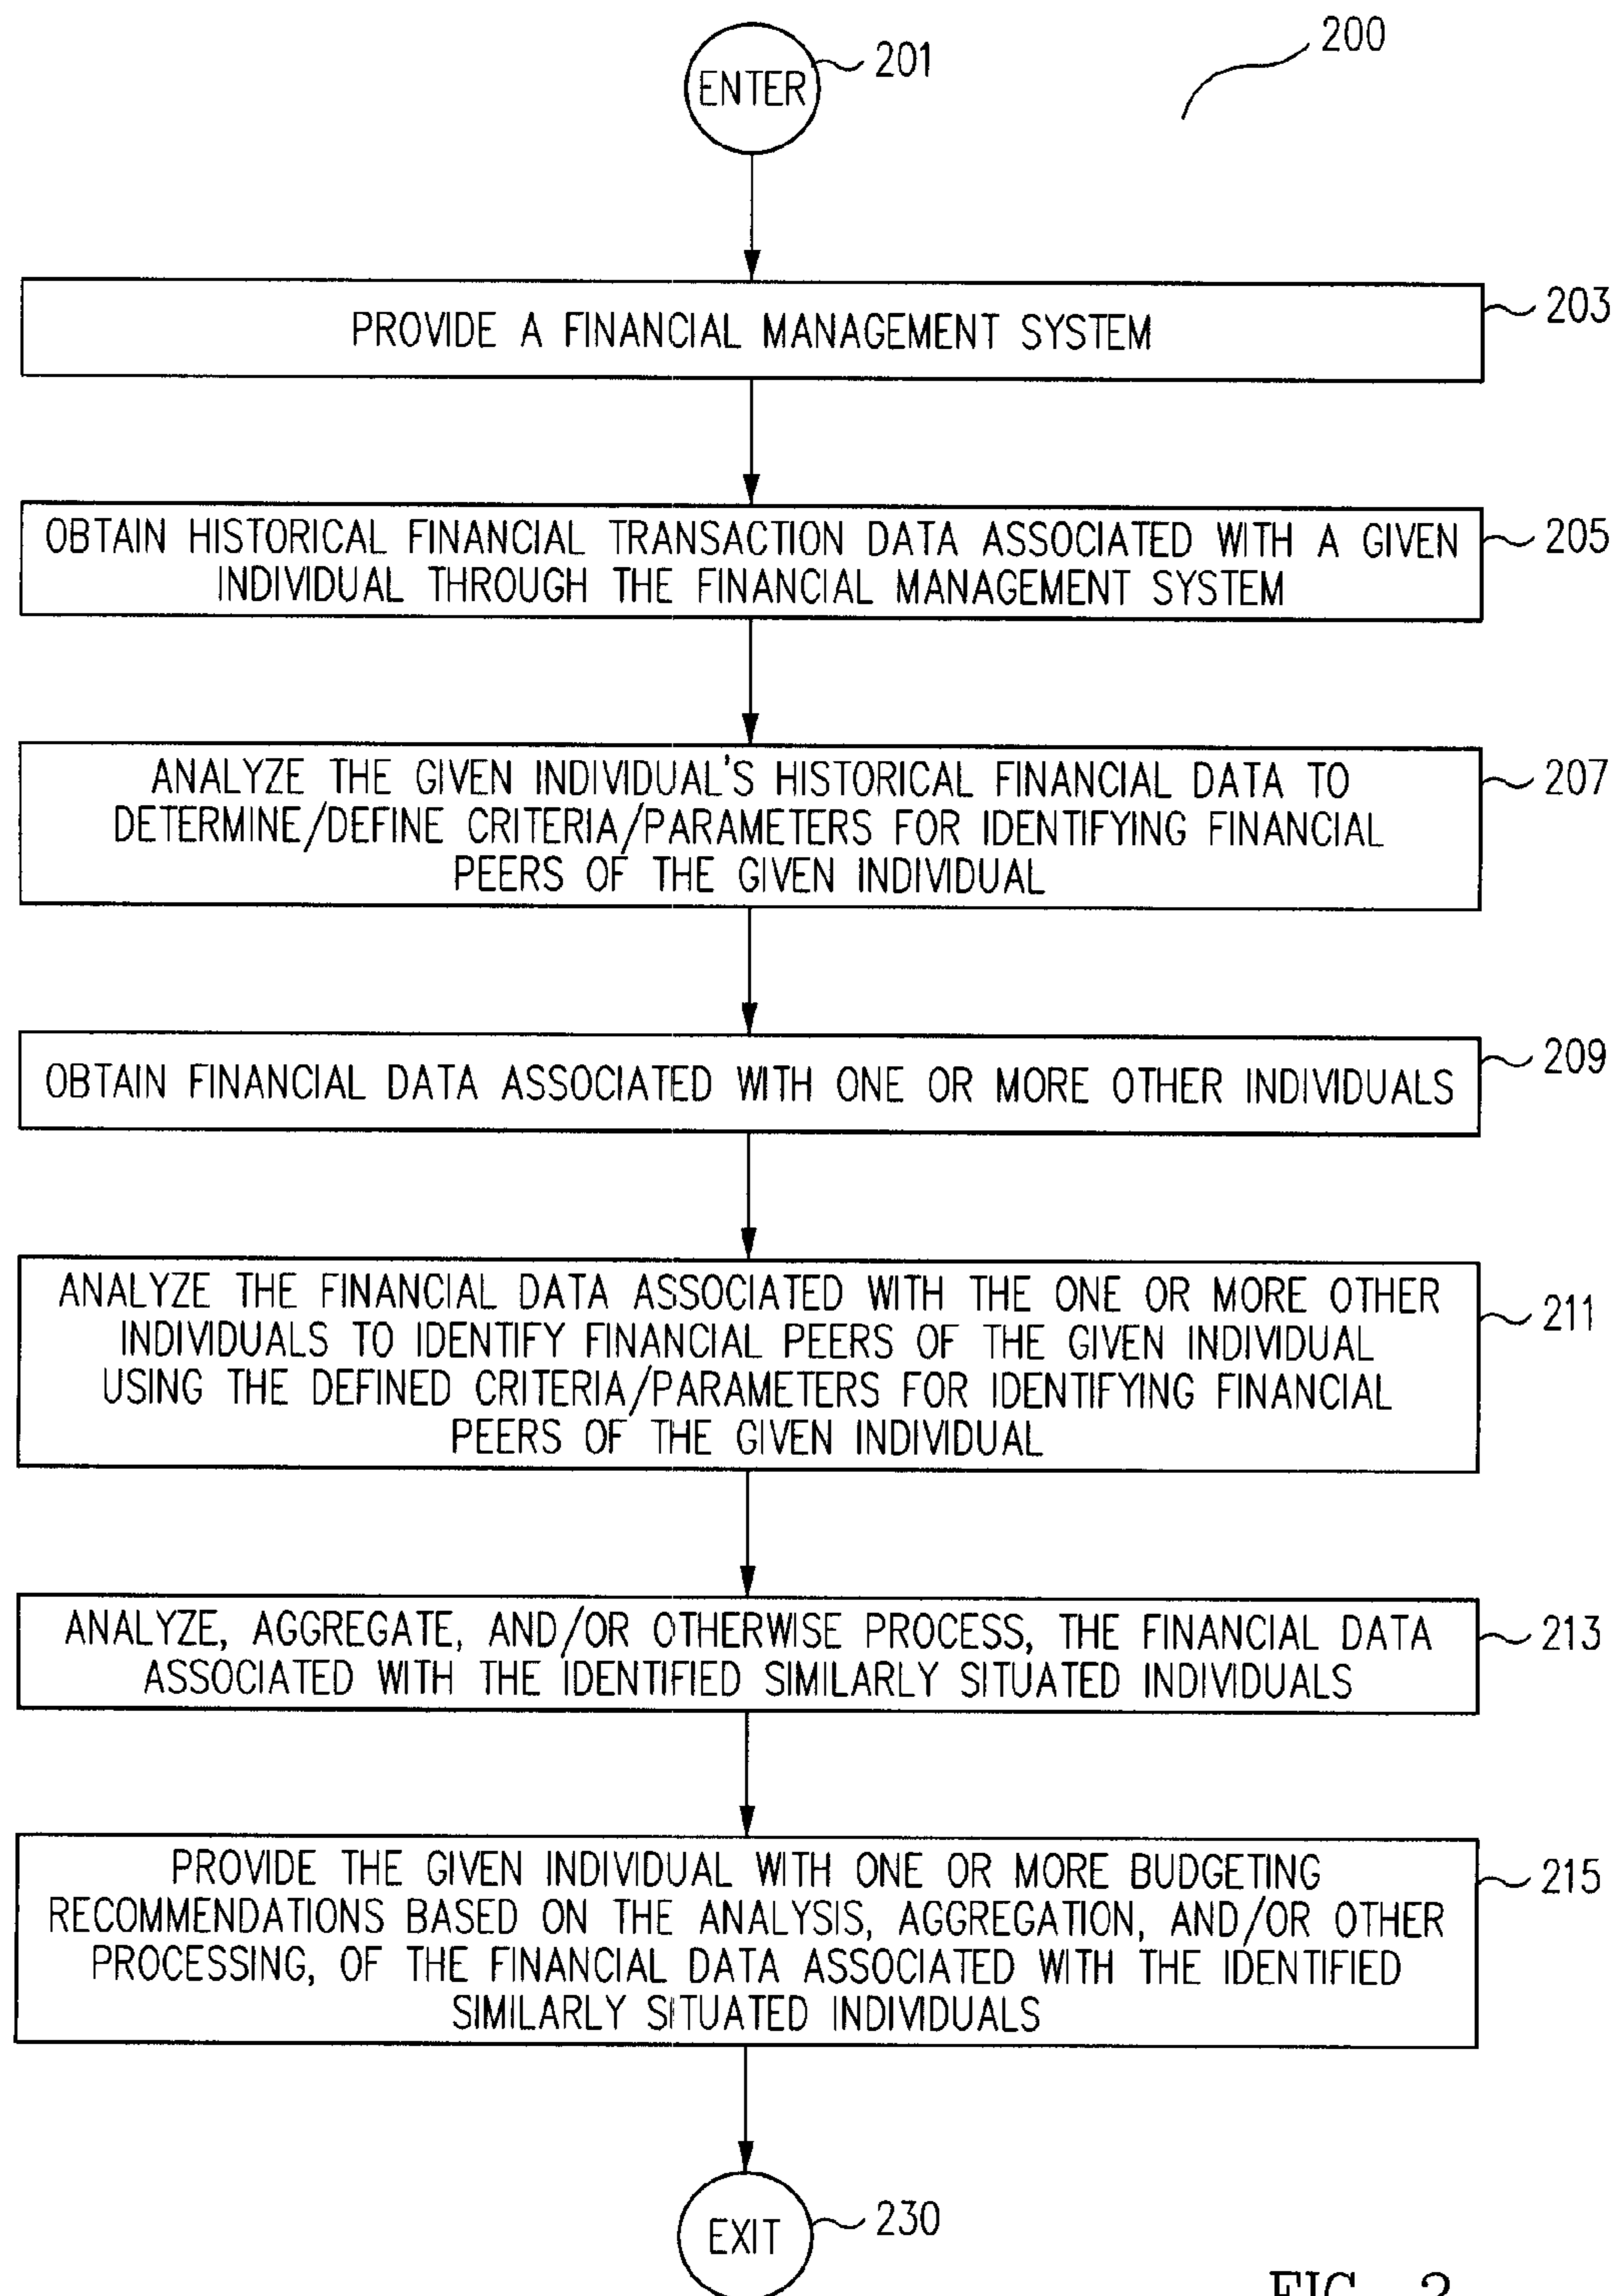 200
ENTER 201
PROVIDE A FINANCIAL MANAGEMENT SYSTEM 203
OBTAIN HISTORICAL FINANCIAL TRANSACTION DATA ASSOCIATED WITH A GIVEN 205
INDIVIDUAL THROUGH THE FINANCIAL MANAGEMENT SYSTEM
ANALYZE THE GIVEN INDIVIDUAL'S HISTORICAL FINANCIAL DATA TO 207
DETERMINE/DEFINE CRITERIA/PARAMETERS FOR IDENTIFYING FINANCIAL
PEERS OF THE GIVEN INDIVIDUAL
OBTAIN FINANCIAL DATA ASSOCIATED WITH ONE OR MORE OTHER INDIVIDUALS 209
ANALYZE THE FINANCIAL DATA ASSOCIATED WITH THE ONE OR MORE OTHER 211
INDIVIDUALS TO IDENTIFY FINANCIAL PEERS OF THE GIVEN INDIVIDUAL
USING THE DEFINED CRITERIA/PARAMETERS FOR IDENTIFYING FINANCIAL
PEERS OF THE GIVEN INDIVIDUAL
ANALYZE, AGGREGATE, AND/OR OTHERWISE PROCESS, THE FINANCIAL DATA 213
ASSOCIATED WITH THE IDENTIFIED SIMILARLY SITUATED INDIVIDUALS
PROVIDE THE GIVEN INDIVIDUAL WITH ONE OR MORE BUDGETING 215
RECOMMENDATIONS BASED ON THE ANALYSIS, AGGREGATION, AND/OR OTHER
PROCESSING, OF THE FINANCIAL DATA ASSOCIATED WITH THE IDENTIFIED
SIMILARLY SITUATED INDIVIDUALS
EXIT 230
FIG. 2